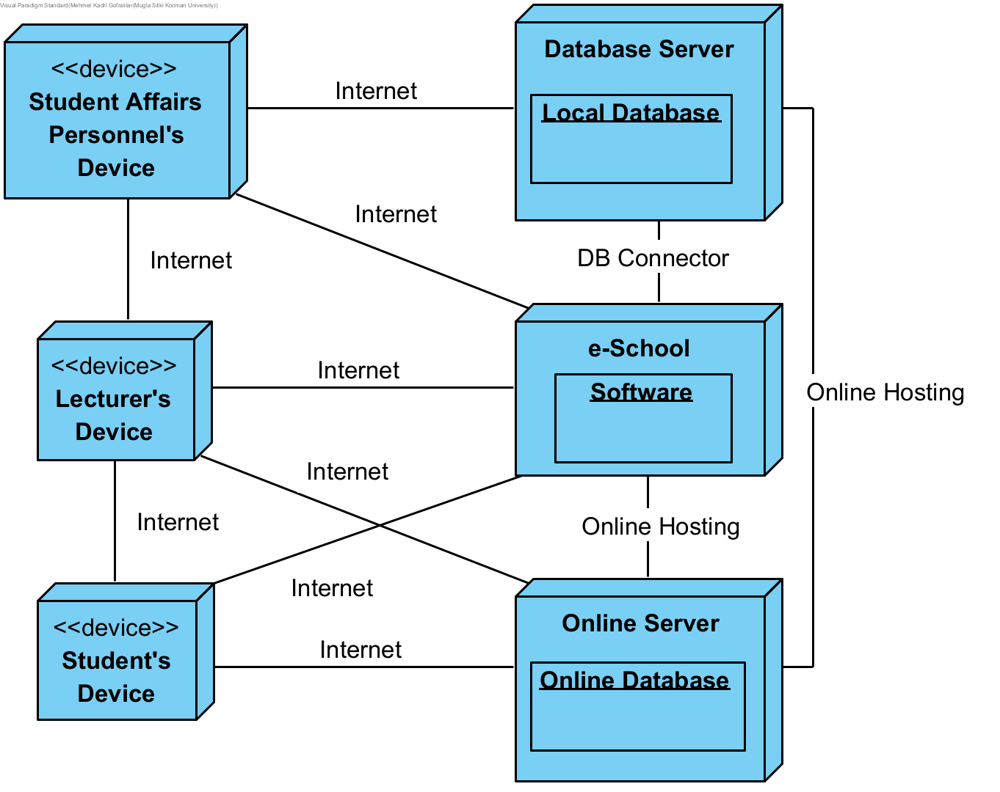 Visual Paradigm Standard(Mehmet Kadri Gofralılar(Mugla Sitki Kocman University))
<<device>>
Student Affairs
Personnel's
Device
Internet
Database Server
Local Database
Internet
Internet
DB Connector
<<device>>
Lecturer's
Device
Internet
e-School
Software
Online Hosting
Internet
Internet
Online Hosting
Internet
<<device>>
Student's
Device
Internet
Online Server
Online Database